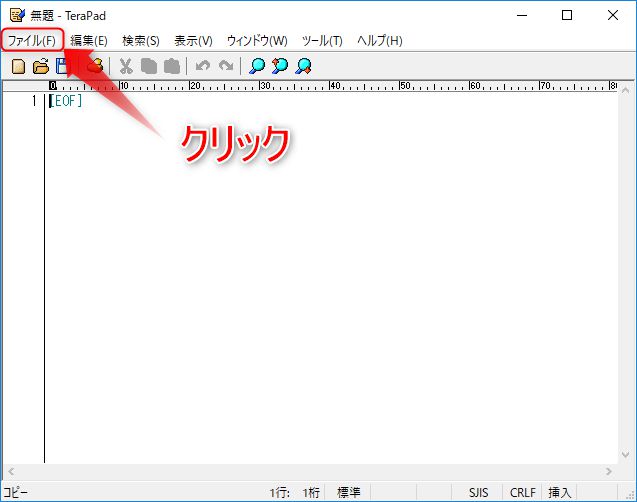 無題 - TeraPad
ファイル(F) 編集(E) 検索(S) 表示(V) ウィンドウ(W) ツール(T) ヘルプ(H)
0 10 20 30 40 50 60 70 80
1 [EOF]
クリック
コピー 1行: 1桁 標準 SJIS CRLF 挿入